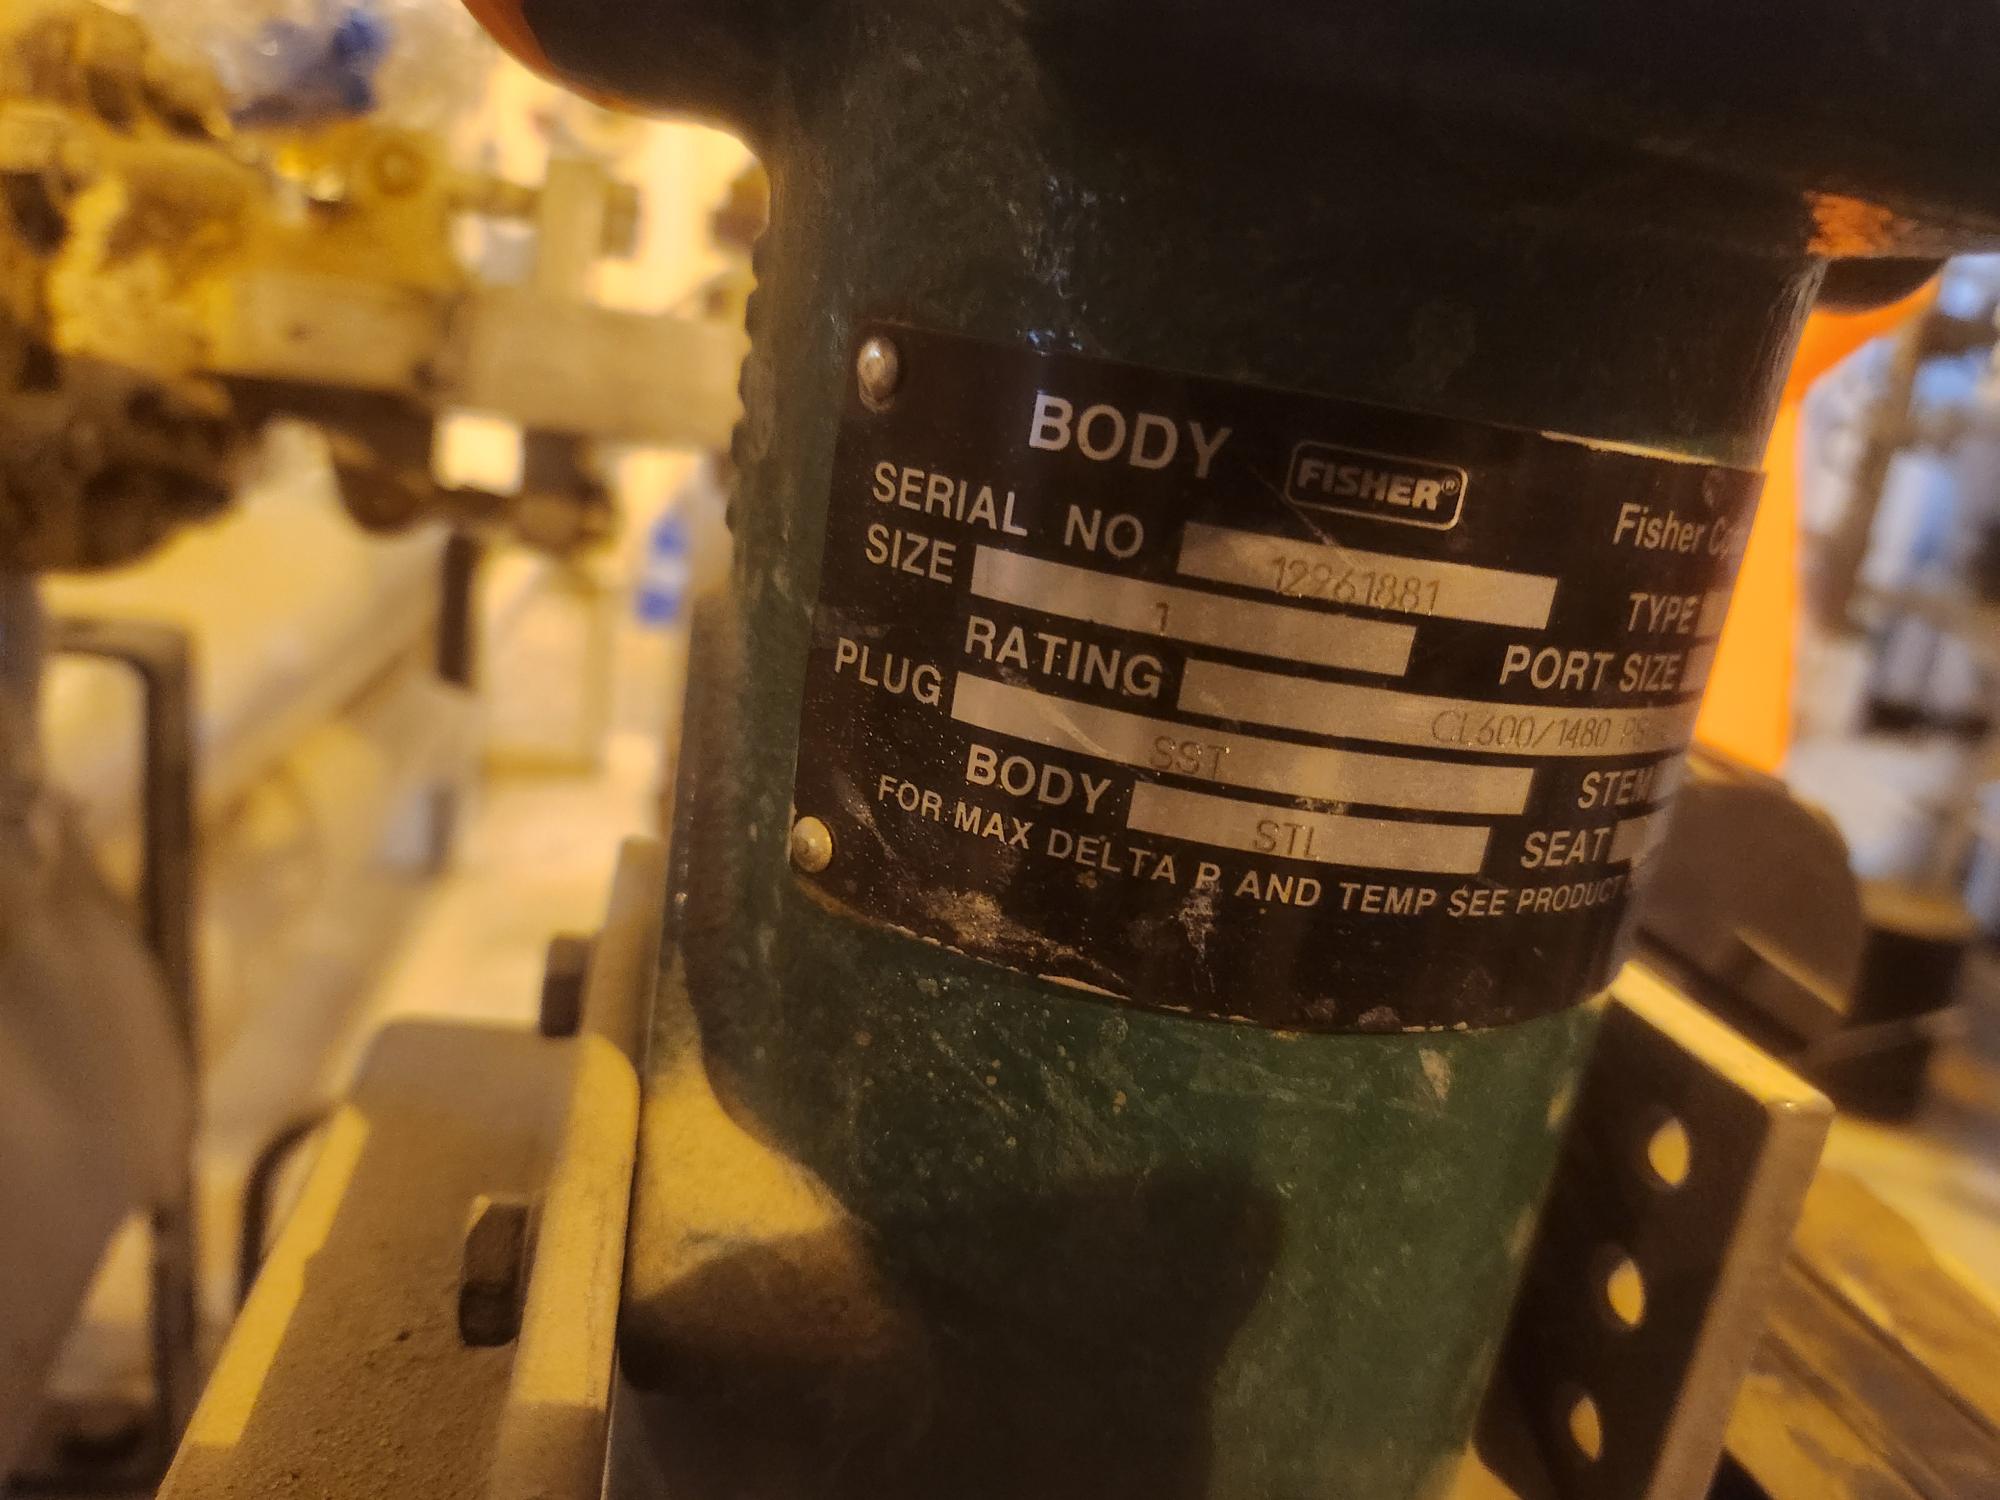 BODY FISHER® Fisher
SERIAL NO 12961881 TYPE
SIZE 1 PORT SIZE
RATING CL600/1480 PS
PLUG SST STEM
BODY STL SEAT
FOR MAX DELTA P AND TEMP SEE PRODUCT